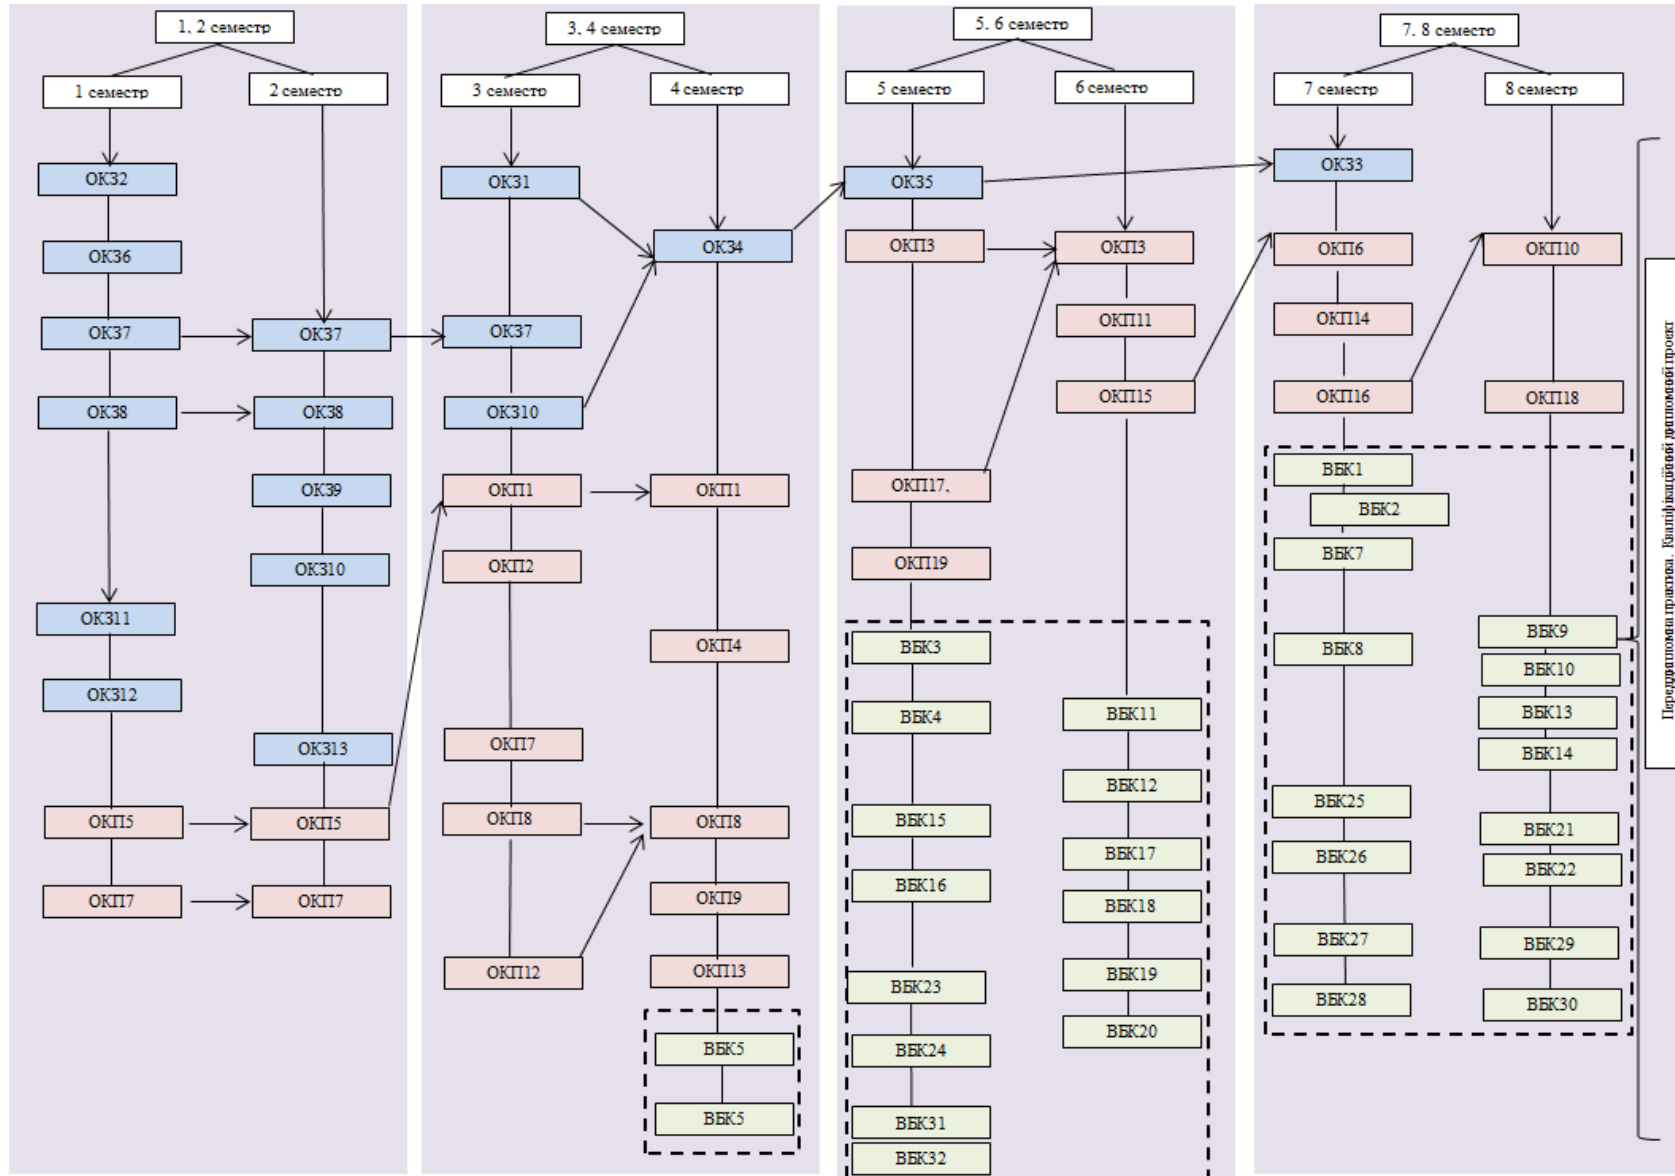 1, 2 семестр
1 семестр
2 семестр
ОК32
ОК36
ОК37
ОК37
ОК38
ОК38
ОК39
ОК310
ОК311
ОК312
ОК313
ОКП5
ОКП5
ОКП7
ОКП7
3, 4 семестр
3 семестр
4 семестр
ОК31
ОК34
ОК37
ОК310
ОКП1
ОКП1
ОКП2
ОКП4
ОКП7
ОКП8
ОКП8
ОКП9
ОКП12
ОКП13
ВБК5
ВБК5
5, 6 семестр
5 семестр
6 семестр
ОК35
ОКП3
ОКП3
ОКП11
ОКП15
ОКП17,
ОКП19
ВБК3
ВБК4
ВБК11
ВБК12
ВБК15
ВБК17
ВБК16
ВБК18
ВБК23
ВБК19
ВБК24
ВБК20
ВБК31
ВБК32
7, 8 семестр
7 семестр
8 семестр
ОК33
ОКП6
ОКП10
ОКП14
ОКП16
ОКП18
ВБК1
ВБК2
ВБК7
ВБК8
ВБК9
ВБК10
ВБК13
ВБК14
ВБК25
ВБК21
ВБК26
ВБК22
ВБК27
ВБК29
ВБК28
ВБК30
Переддипломна практика. Кваліфікаційний дипломний проект